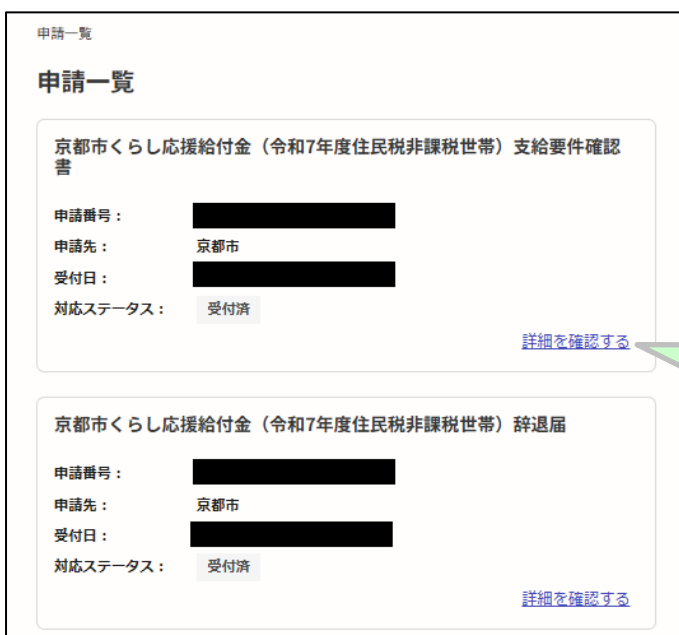 申請一覧
申請一覧
京都市くらし応援給付金（令和7年度住民税非課税世帯）支給要件確認
書
申請番号：
申請先： 京都市
受付日：
対応ステータス： 受付済
詳細を確認する
京都市くらし応援給付金（令和7年度住民税非課税世帯）辞退届
申請番号：
申請先： 京都市
受付日：
対応ステータス： 受付済
詳細を確認する